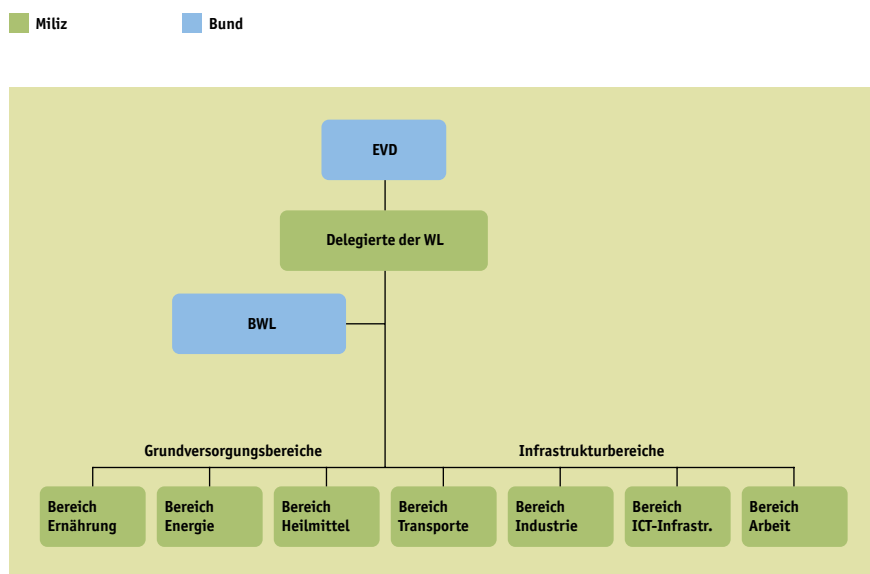 Miliz
Bund
EVD
Delegierte der WL
BWL
Grundversorgungsbereiche
Infrastrukturbereiche
Bereich
Ernährung
Bereich
Energie
Bereich
Heilmittel
Bereich
Transporte
Bereich
Industrie
Bereich
ICT-Infrastr.
Bereich
Arbeit